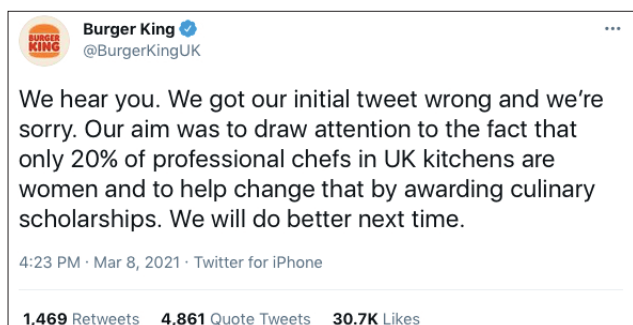 BURGER
KING
Burger King
@BurgerKingUK
We hear you. We got our initial tweet wrong and we’re
sorry. Our aim was to draw attention to the fact that
only 20% of professional chefs in UK kitchens are
women and to help change that by awarding culinary
scholarships. We will do better next time.
4:23 PM · Mar 8, 2021 · Twitter for iPhone
1,469 Retweets 4,861 Quote Tweets 30.7K Likes